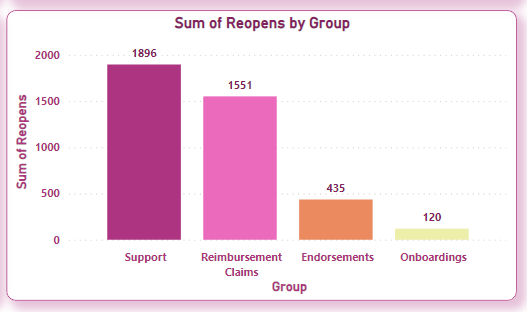 Sum of Reopens by Group
Sum of Reopens
2000
1500
1000
500
0
1896
1551
435
120
Support
Reimbursement
Claims
Endorsements
Onboardings
Group